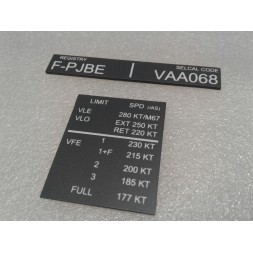 REGISTRY SELCAL CODE
F-PJBE VAA068
LIMIT SPD (IAS)
VLE 280 KT/M67
VLO EXT 250 KT
RET 220 KT
VFE 1 230 KT
1+F 215 KT
2 200 KT
3 185 KT
FULL 177 KT